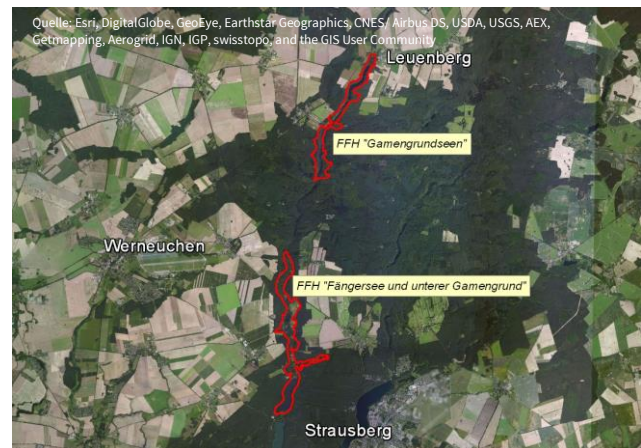 Quelle: Esri, DigitalGlobe, GeoEye, Earthstar Geographics, CNES/ Airbus DS, USDA, USGS, AEX,
Getmapping, Aerogrid, IGN, IGP, swisstopo, and the GIS User Community
Leuenberg
FFH "Gamengrundseen"
Werneuchen
FFH "Fängersee und unterer Gamengrund"
Strausberg